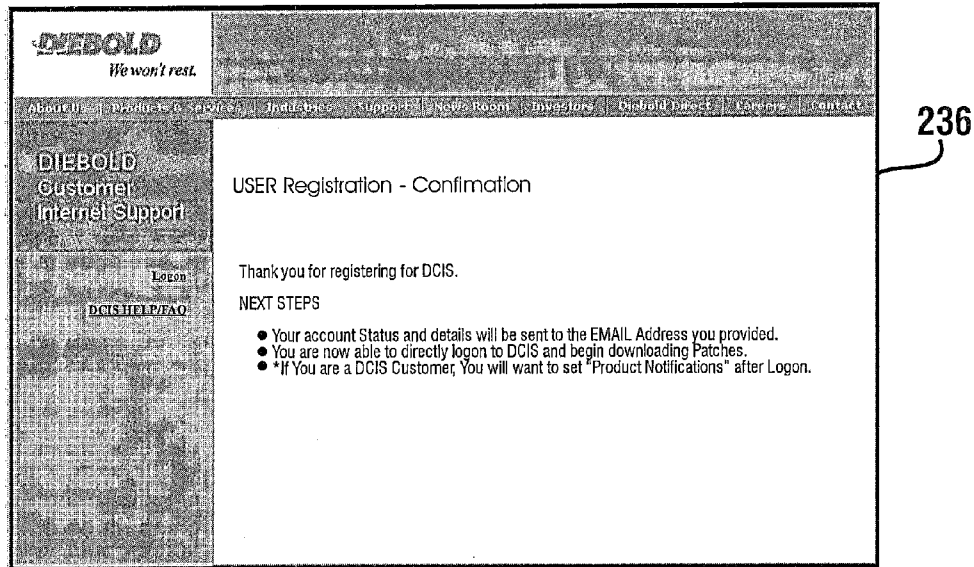 DIEBOLD
We won't rest.
About Us | Products & Services | Industries | Support | News Room | Investors | Diebold Direct | Careers | Contact
236
DIEBOLD
Customer
Internet Support
USER Registration - Confirmation
Logon
DCIS HELP/FAQ
Thank you for registering for DCIS.
NEXT STEPS
● Your account Status and details will be sent to the EMAIL Address you provided.
● You are now able to directly logon to DCIS and begin downloading Patches.
● *If You are a DCIS Customer, You will want to set "Product Notifications" after Logon.